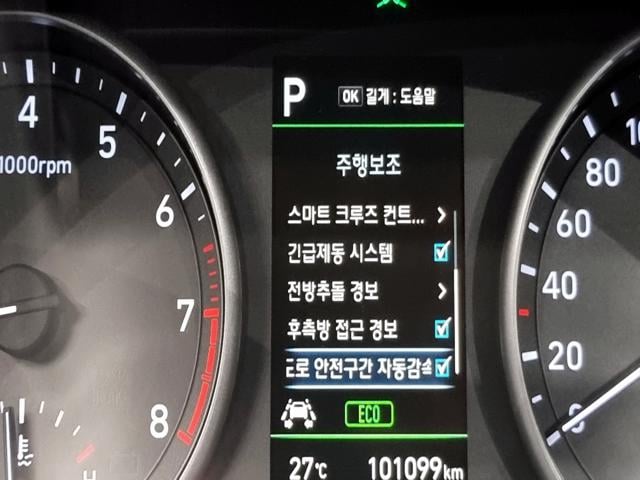 P
OK 길게 : 도움말
주행보조
스마트 크루즈 컨트...
긴급제동 시스템
전방추돌 경보
후측방 접근 경보
도로 안전구간 자동감속
ECO
27℃ 101099km
4
5
6
7
8
1000rpm
H
80
60
40
20
0